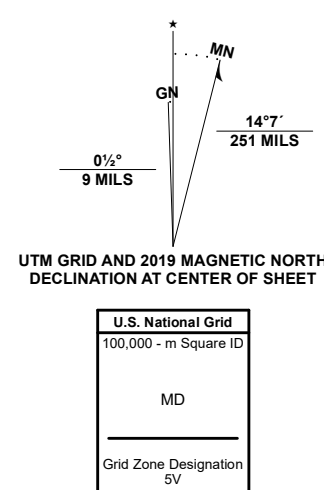 ★
MN
GN
14°7´
251 MILS
0½°
9 MILS
UTM GRID AND 2019 MAGNETIC NORTH
DECLINATION AT CENTER OF SHEET
U.S. National Grid
100,000 - m Square ID
MD
Grid Zone Designation
5V